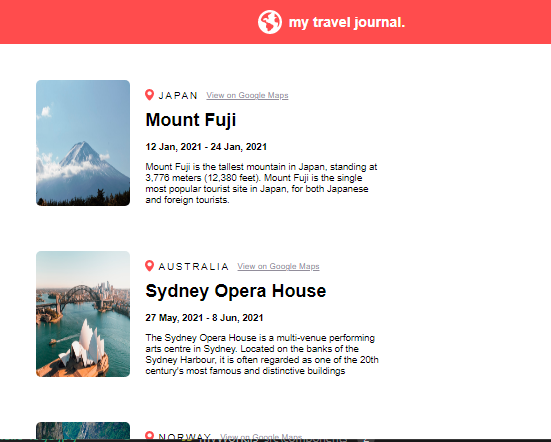 my travel journal.
JAPAN View on Google Maps
Mount Fuji
12 Jan, 2021 - 24 Jan, 2021
Mount Fuji is the tallest mountain in Japan, standing at
3,776 meters (12,380 feet). Mount Fuji is the single
most popular tourist site in Japan, for both Japanese
and foreign tourists.
AUSTRALIA View on Google Maps
Sydney Opera House
27 May, 2021 - 8 Jun, 2021
The Sydney Opera House is a multi-venue performing
arts centre in Sydney. Located on the banks of the
Sydney Harbour, it is often regarded as one of the 20th
century's most famous and distinctive buildings
NORWAY View on Google Maps